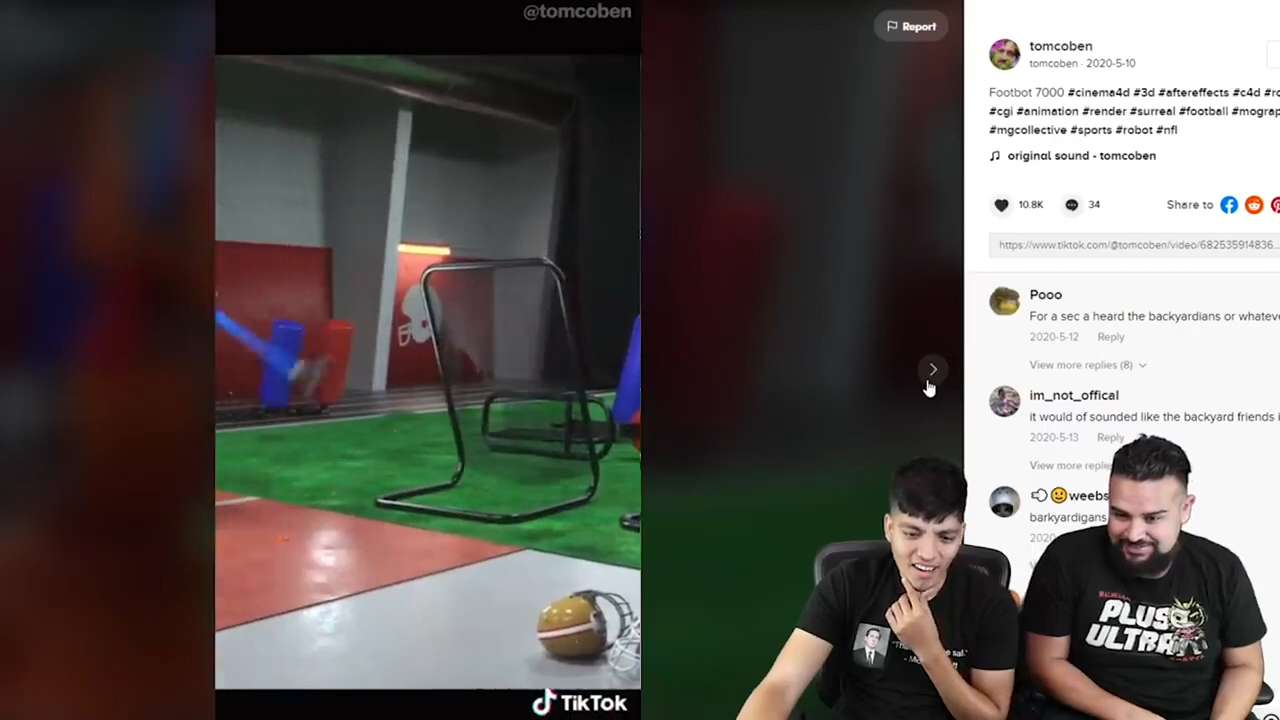 @tomcoben
Report
tomcoben
tomcoben · 2020-5-10
Footbot 7000 #cinema4d #3d #aftereffects #c4d
#cgi #animation #render #surreal #football
#mgcollective #sports #robot #nfl
original sound - tomcoben
10.8K
34
Share to
https://www.tiktok.com/@tomcoben/video/682535914836...
Pooo
For a sec a heard the backyardians or
2020-5-12 Reply
View more replies (8)
im_not_offical
it would of sounded like the backyard friends
2020-5-13 Reply
View more
barkyardigans
PLUS
ULTRA
TikTok